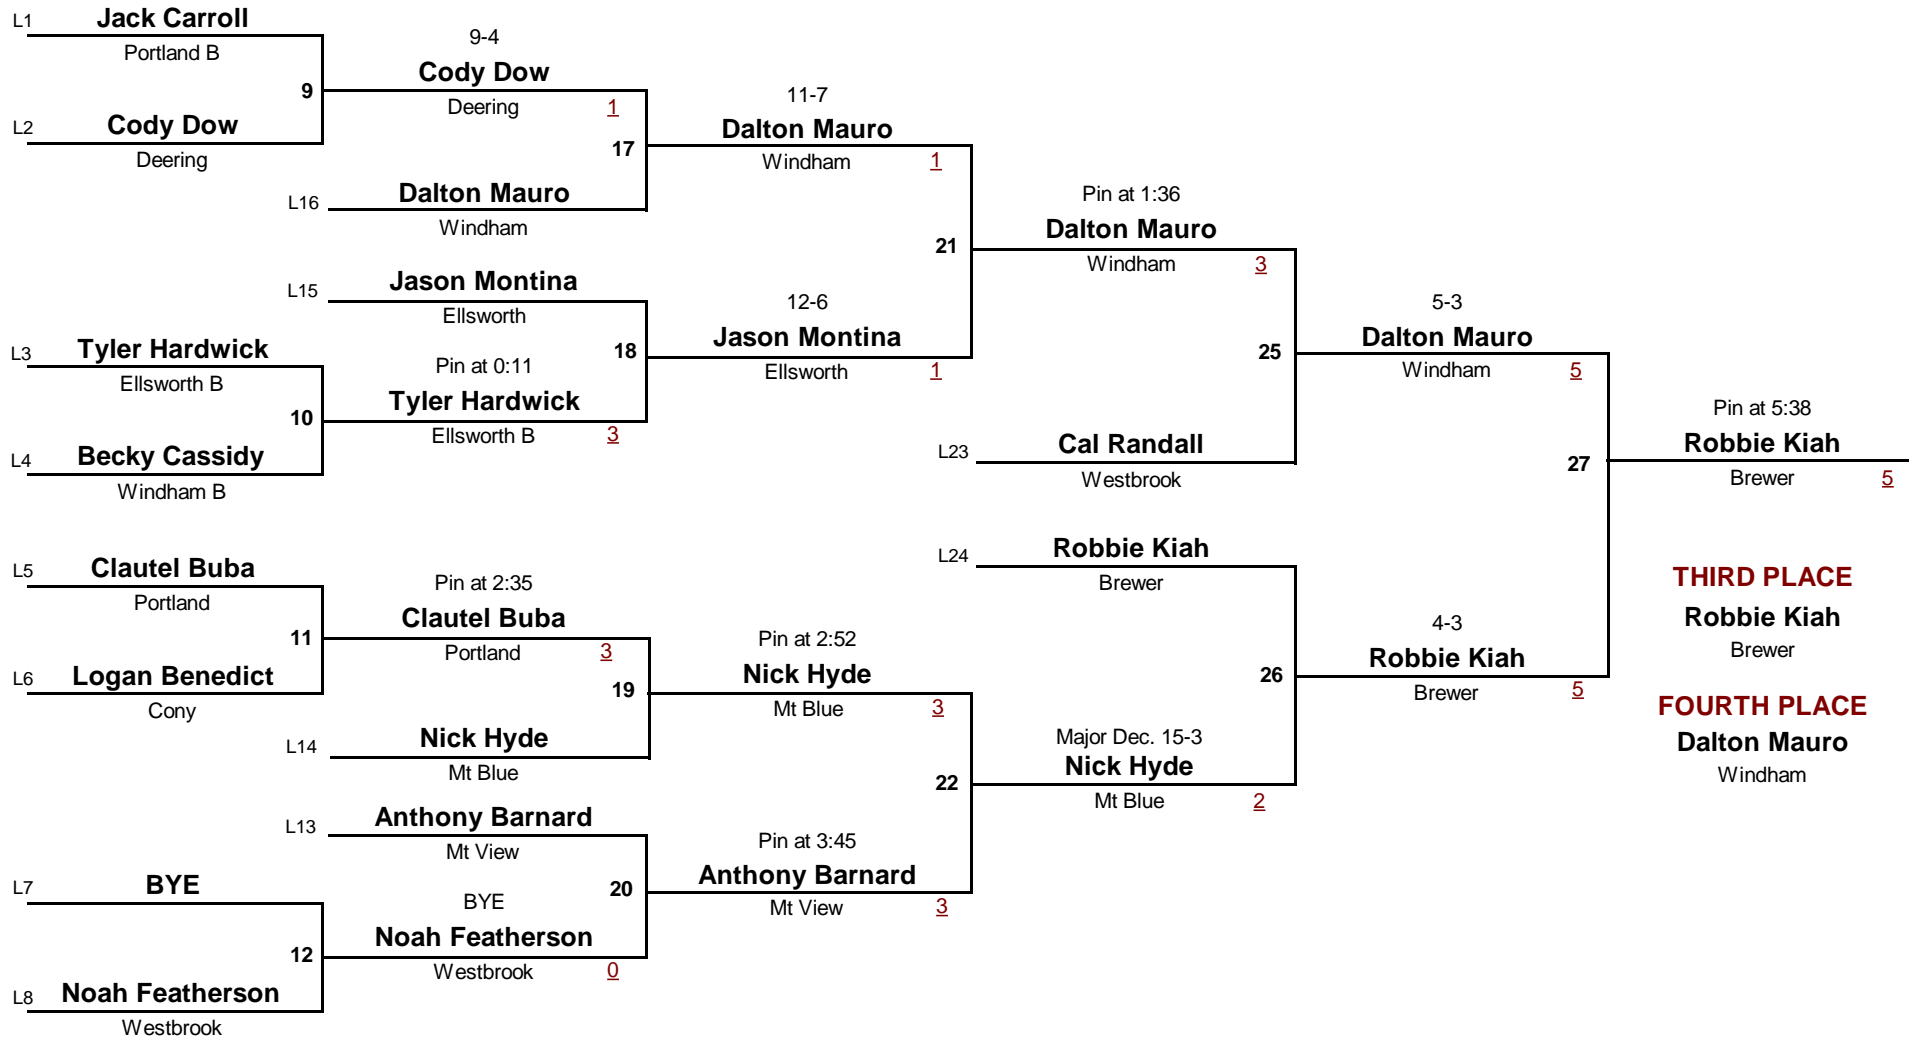 L1 Jack Carroll
Portland B
9
L2 Cody Dow
Deering
9-4
Cody Dow
Deering 1
17
L16 Dalton Mauro
Windham
11-7
Dalton Mauro
Windham 1
L15 Jason Montina
Ellsworth
L3 Tyler Hardwick
Ellsworth B
10
L4 Becky Cassidy
Windham B
Pin at 0:11
Tyler Hardwick
Ellsworth B 3
18
12-6
Jason Montina
Ellsworth 1
21
Pin at 1:36
Dalton Mauro
Windham 3
25
L23 Cal Randall
Westbrook
5-3
Dalton Mauro
Windham 5
L5 Clautel Buba
Portland
11
L6 Logan Benedict
Cony
Pin at 2:35
Clautel Buba
Portland 3
19
L14 Nick Hyde
Mt Blue
Pin at 2:52
Nick Hyde
Mt Blue 3
L13 Anthony Barnard
Mt View
L7 BYE
12
L8 Noah Featherson
Westbrook
BYE
Noah Featherson
Westbrook 0
20
Pin at 3:45
Anthony Barnard
Mt View 3
22
L24 Robbie Kiah
Brewer
Major Dec. 15-3
Nick Hyde
Mt Blue 2
26
4-3
Robbie Kiah
Brewer 5
27
Pin at 5:38
Robbie Kiah
Brewer 5
THIRD PLACE
Robbie Kiah
Brewer
FOURTH PLACE
Dalton Mauro
Windham